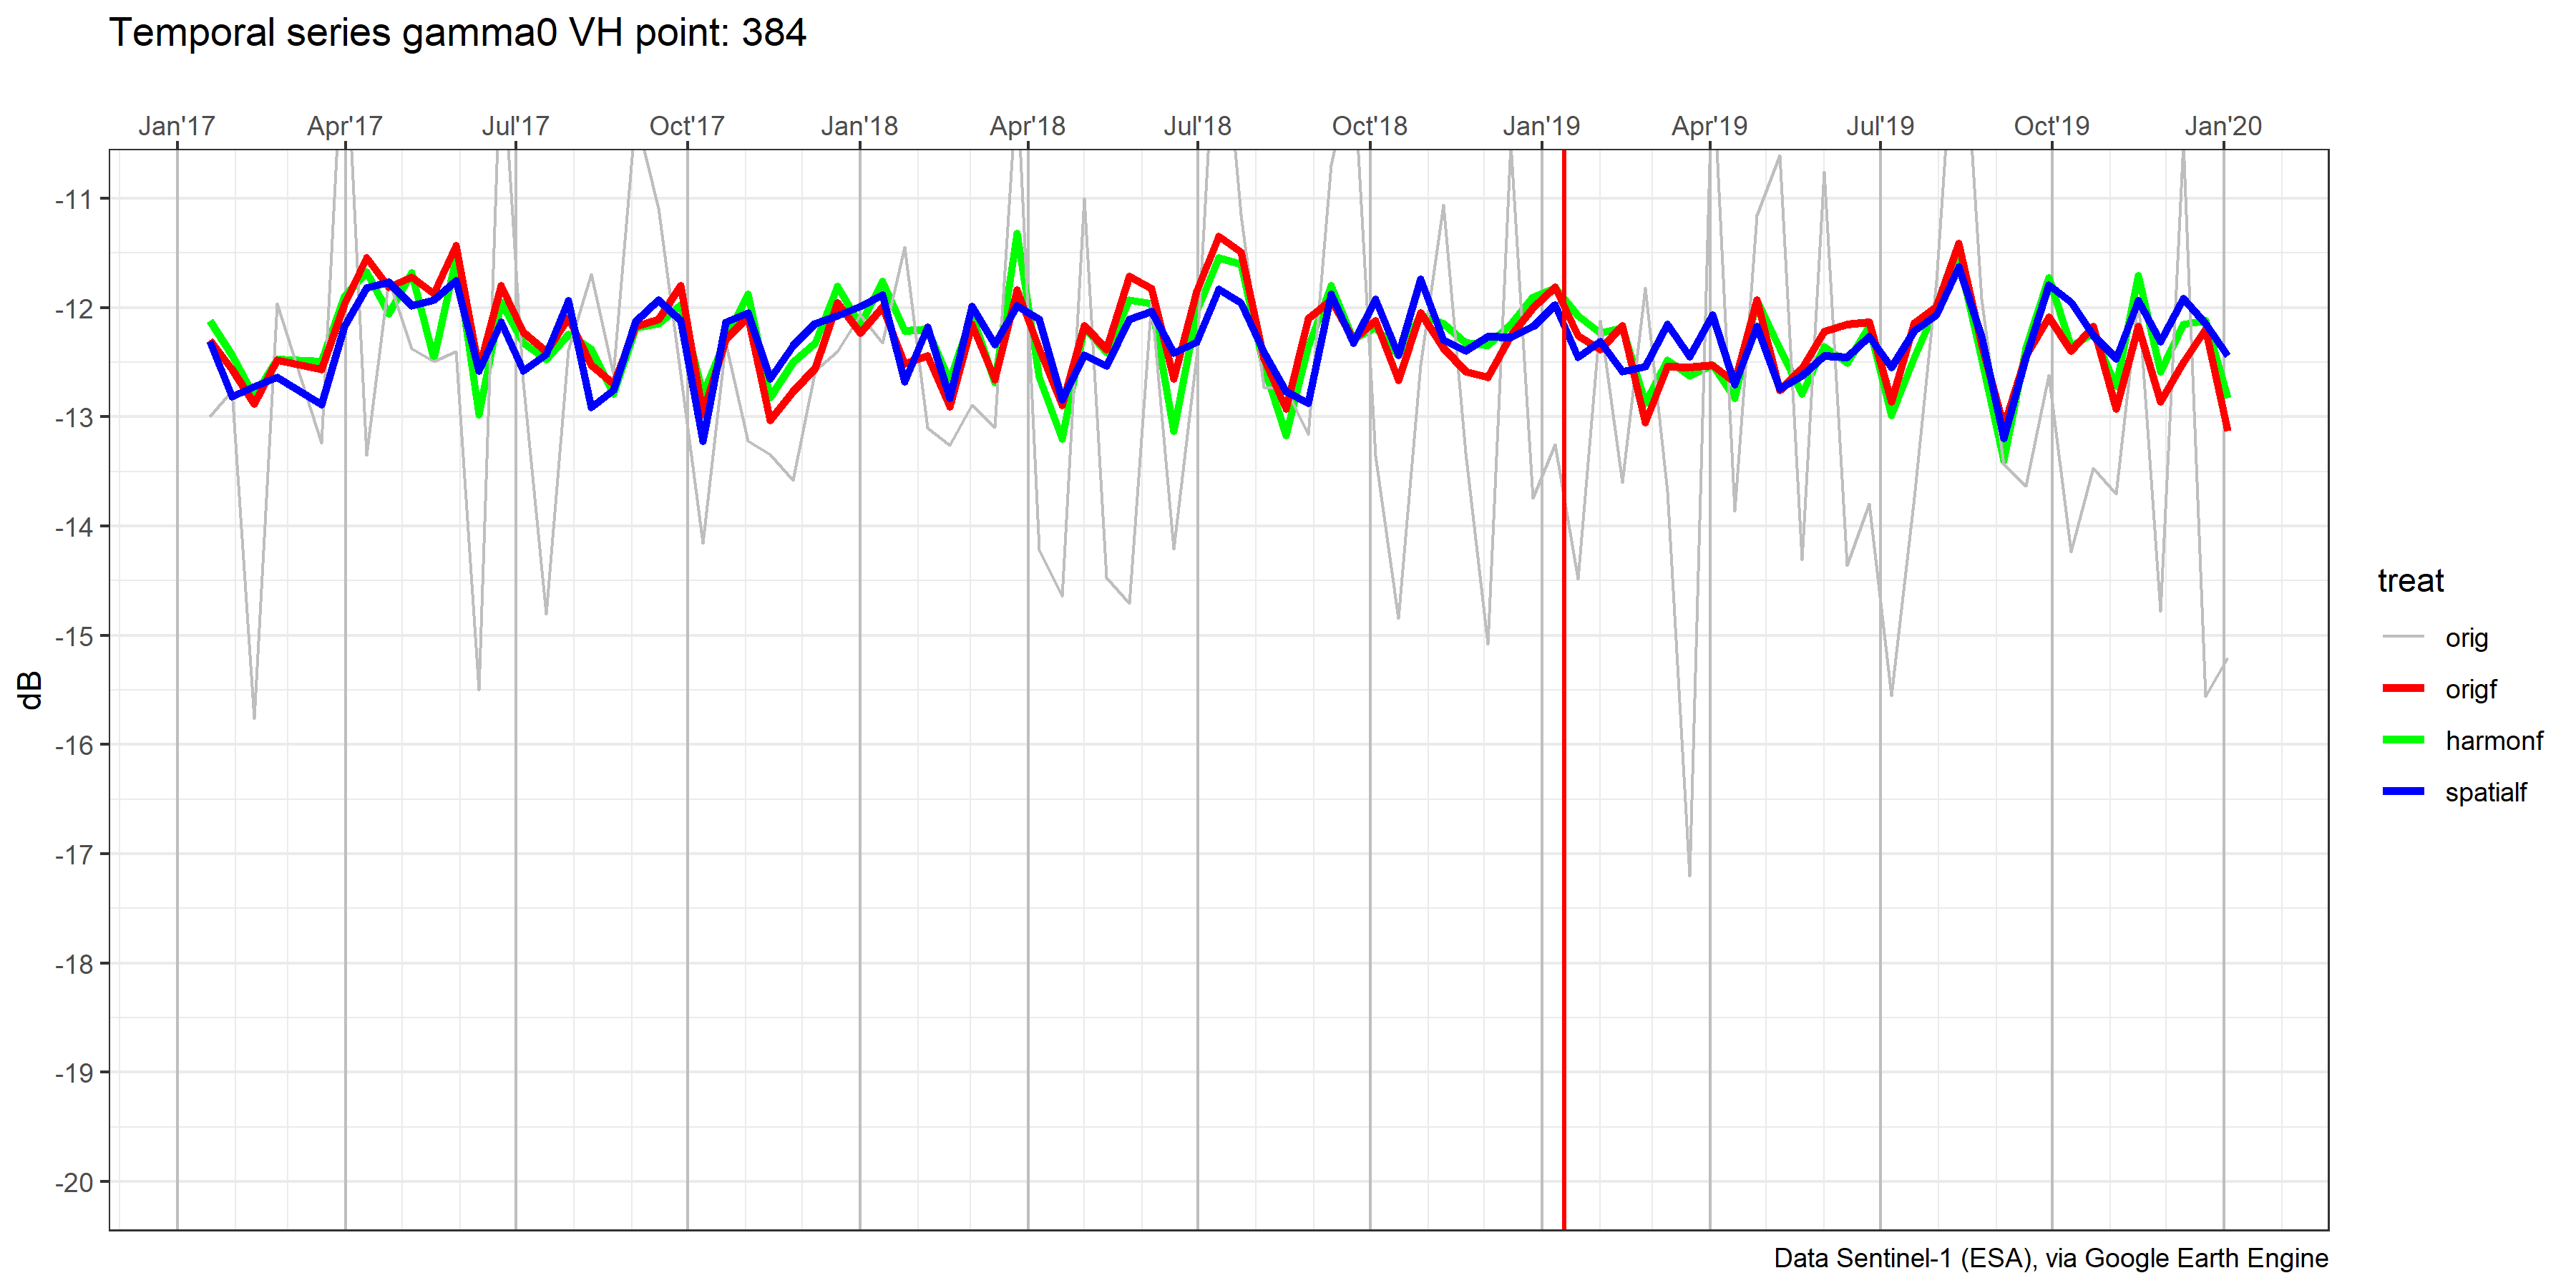 Temporal series gamma0 VH point: 384
Jan'17 Apr'17 Jul'17 Oct'17 Jan'18 Apr'18 Jul'18 Oct'18 Jan'19 Apr'19 Jul'19 Oct'19 Jan'20
-11
-12
-13
-14
-15
-16
-17
-18
-19
-20
dB
treat
orig
origf
harmonf
spatialf
Data Sentinel-1 (ESA), via Google Earth Engine